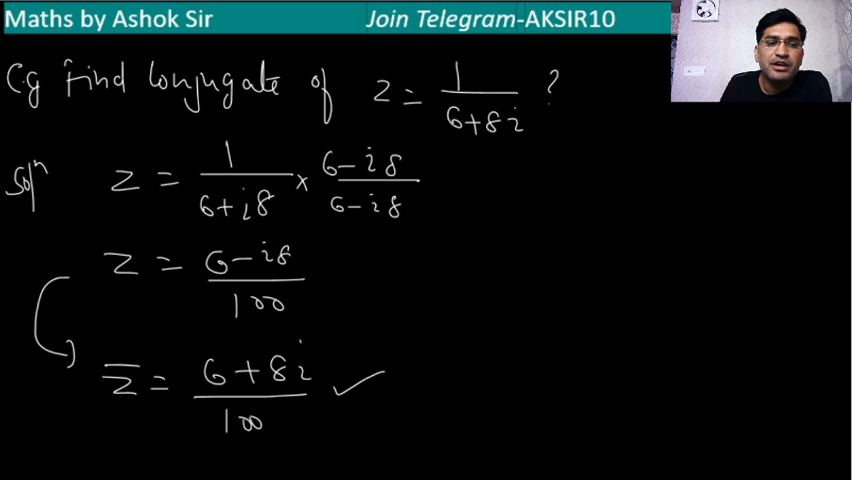 Maths by Ashok Sir Join Telegram-AKSIR10
Eg Find Conjugate of z = 1/(6+8i) ?
Solⁿ z = 1/(6+i8) × (6-i8)/(6-i8)
z = (6-i8)/100
z̅ = (6+8i)/100 ✓